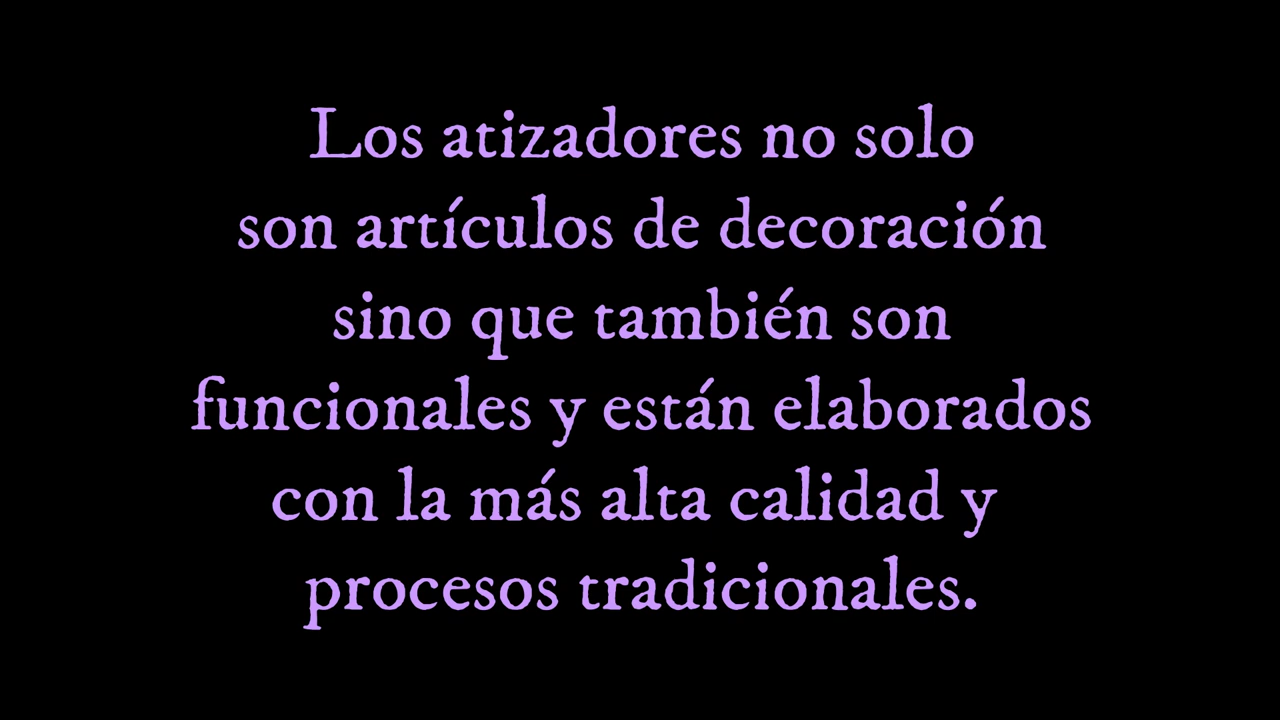 Los atizadores no solo
son artículos de decoración
sino que también son
funcionales y están elaborados
con la más alta calidad y
procesos tradicionales.